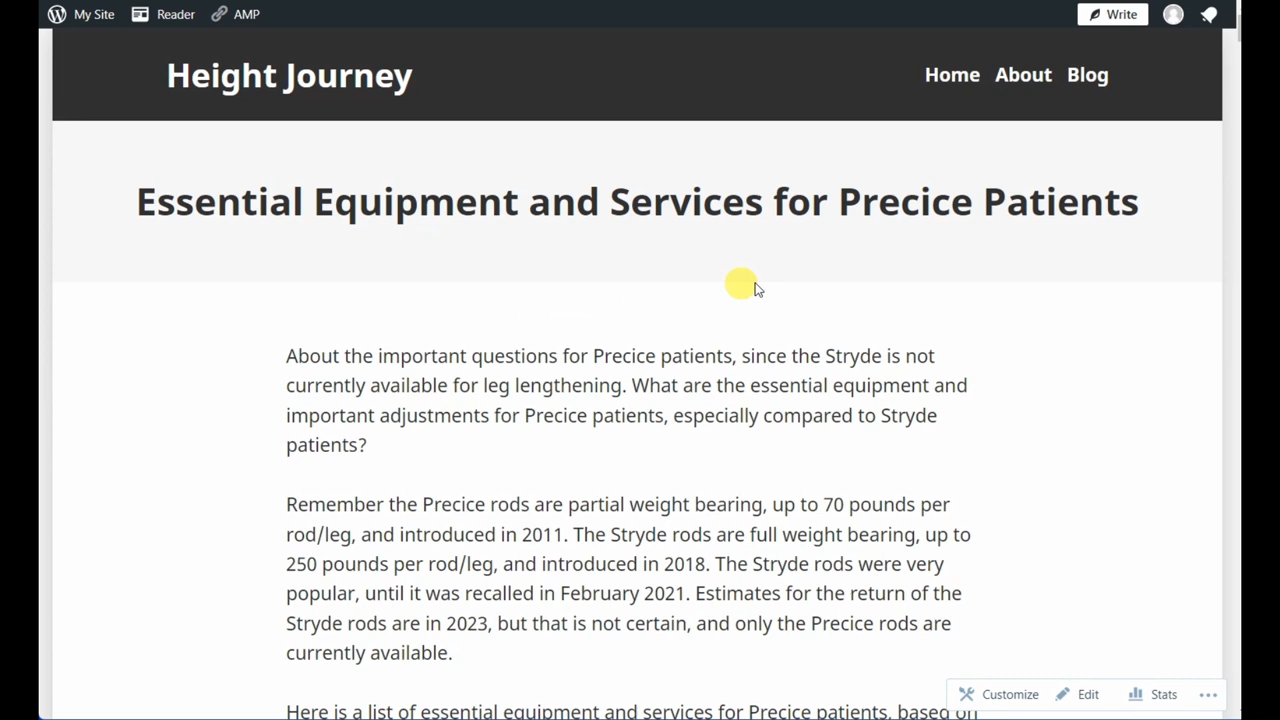 My Site Reader AMP Write
Height Journey Home About Blog
Essential Equipment and Services for Precice Patients
About the important questions for Precice patients, since the Stryde is not
currently available for leg lengthening. What are the essential equipment and
important adjustments for Precice patients, especially compared to Stryde
patients?
Remember the Precice rods are partial weight bearing, up to 70 pounds per
rod/leg, and introduced in 2011. The Stryde rods are full weight bearing, up to
250 pounds per rod/leg, and introduced in 2018. The Stryde rods were very
popular, until it was recalled in February 2021. Estimates for the return of the
Stryde rods are in 2023, but that is not certain, and only the Precice rods are
currently available.
Customize Edit Stats
Here is a list of essential equipment and services for Precice patients, based on